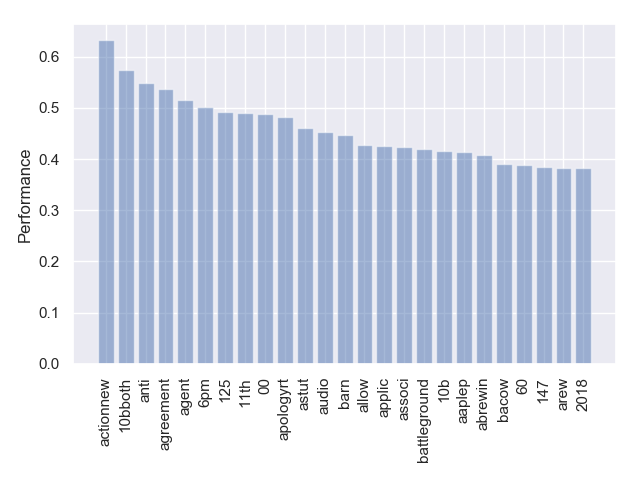 0.6
0.5
0.4
0.3
0.2
0.1
0.0
Performance
actionnew
10bboth
anti
agreement
agent
6pm
125
11th
00
apologyrt
astut
audio
barn
allow
applic
associ
battleground
10b
aaplep
abrewin
bacow
60
147
arew
2018